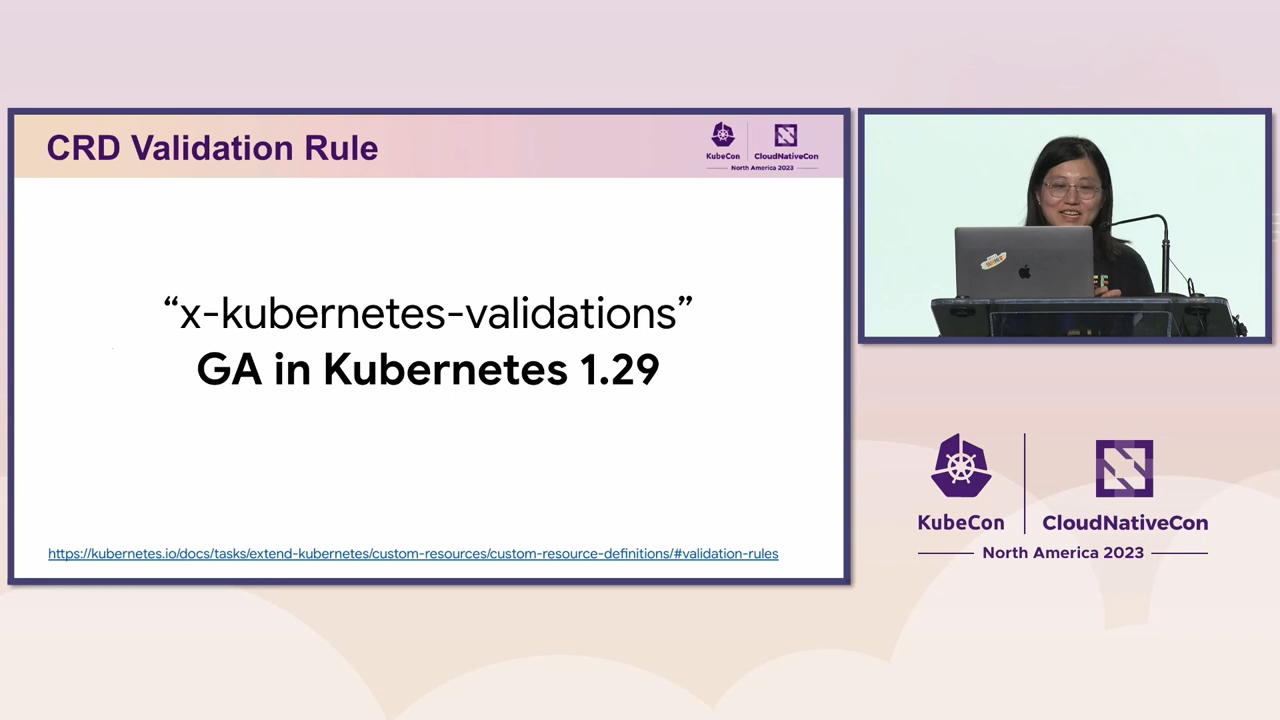 CRD Validation Rule
KubeCon
CloudNativeCon
North America 2023
“x-kubernetes-validations”
GA in Kubernetes 1.29
https://kubernetes.io/docs/tasks/extend-kubernetes/custom-resources/custom-resource-definitions/#validation-rules
KubeCon
CloudNativeCon
North America 2023